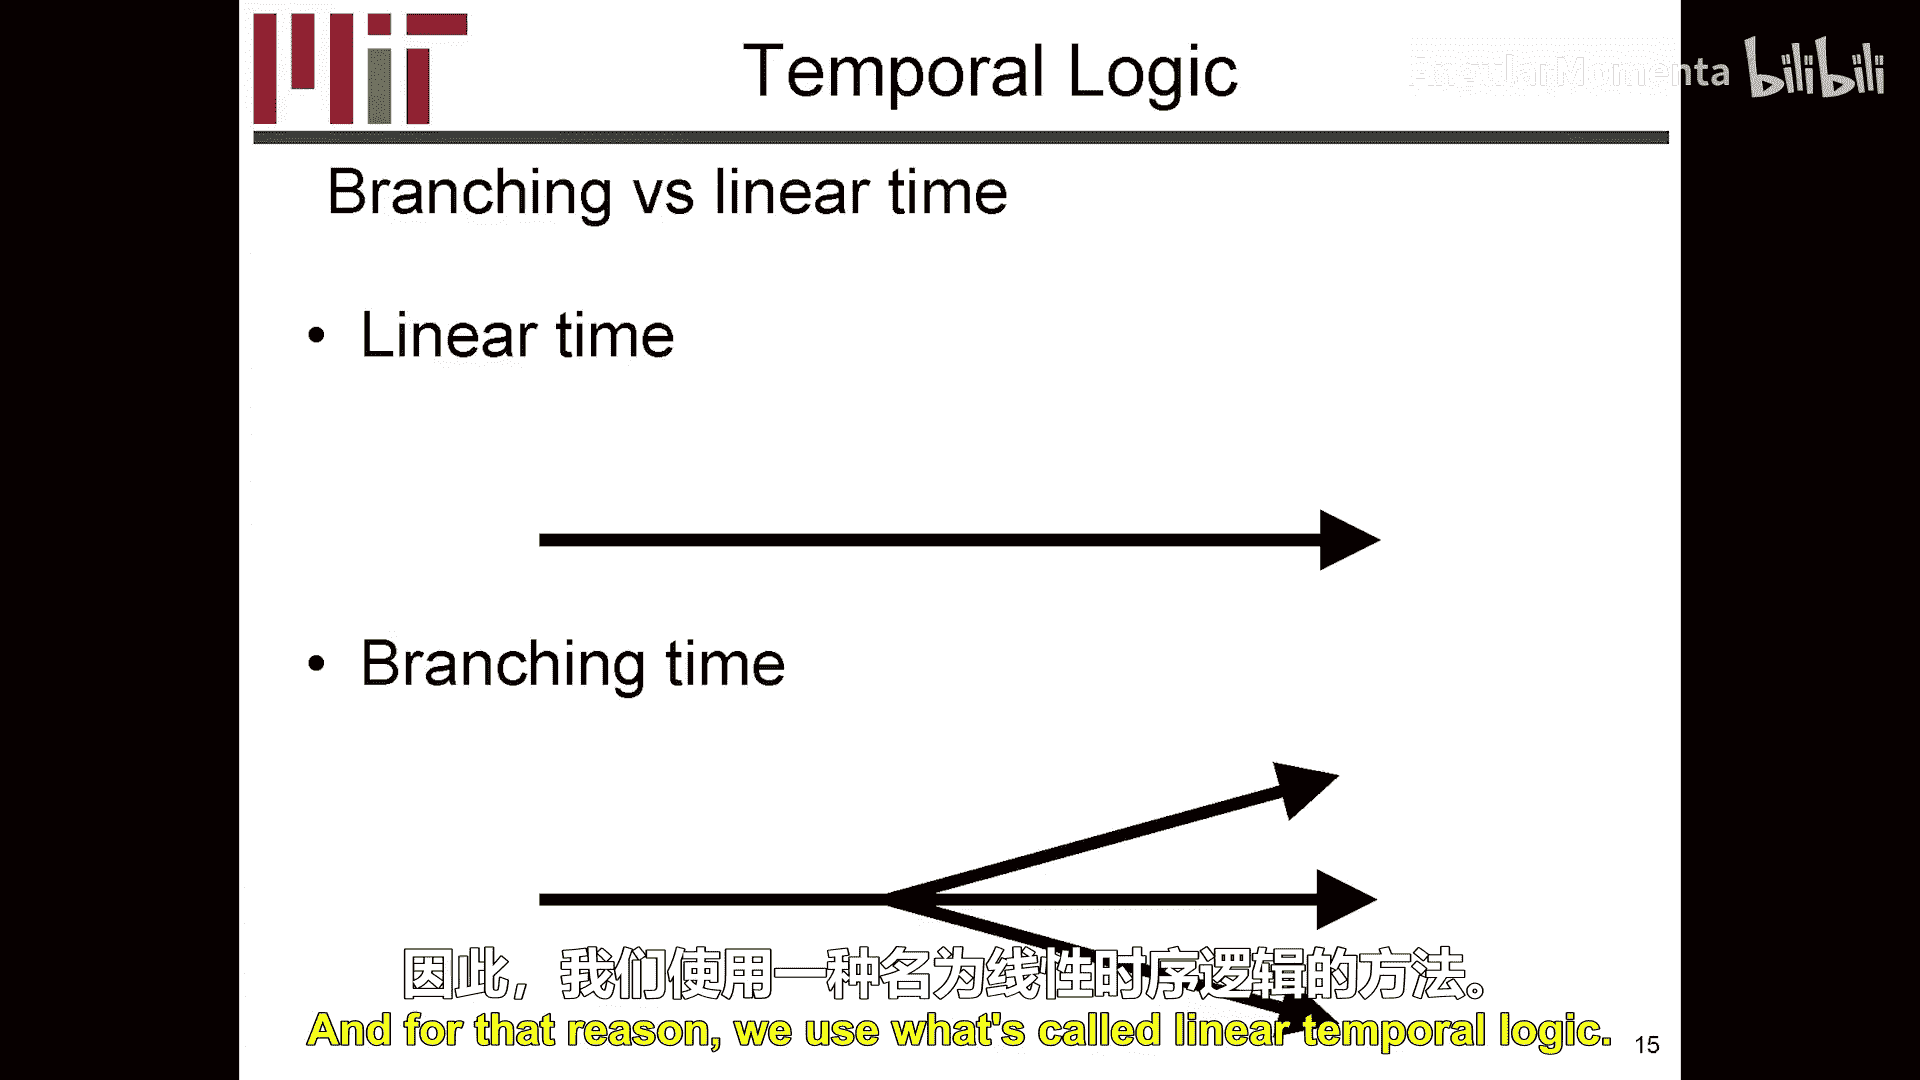 MIT
Temporal Logic
AngularMomenta bilibili
Branching vs linear time
• Linear time
• Branching time
因此，我们使用一种名为线性时序逻辑的方法。
And for that reason, we use what's called linear temporal logic.
15